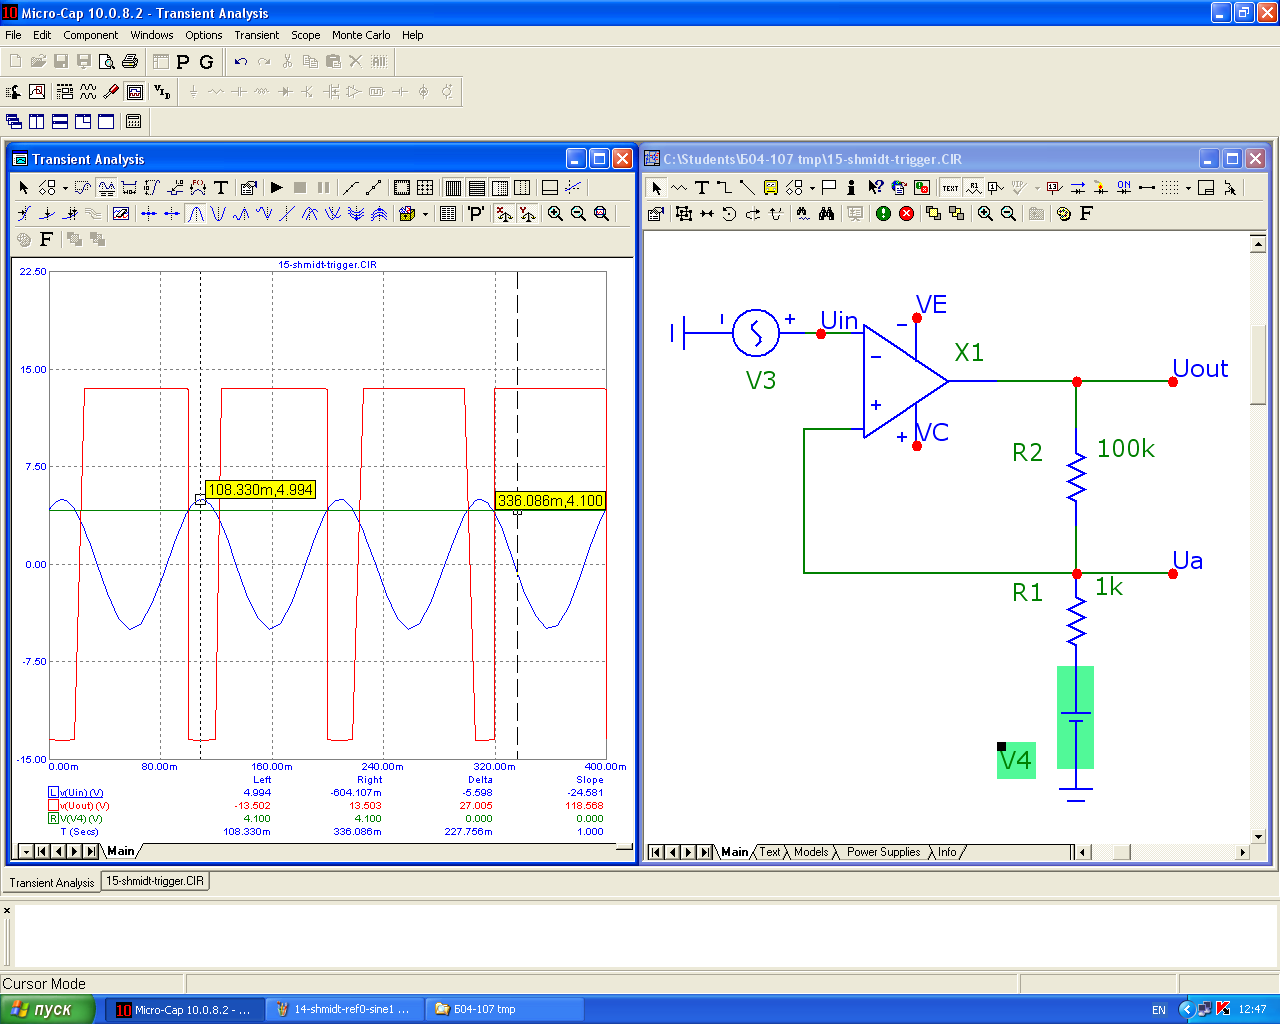 Micro-Cap 10.0.8.2 - Transient Analysis
File Edit Component Windows Options Transient Scope Monte Carlo Help
P G
Transient Analysis
C:\Students\Б04-107 tmp\15-shmidt-trigger.CIR
15-shmidt-trigger.CIR
22.50
15.00
7.50
0.00
-7.50
-15.00
108.330m,4.994
336.086m,4.100
0.00m 80.00m 160.00m 240.00m 320.00m 400.00m
Left Right Delta Slope
L v(Uin) (V) 4.994 -604.107m -5.598 -24.581
v(Uout) (V) -13.502 13.503 27.005 118.568
R V(V4) (V) 4.100 4.100 0.000 0.000
T (Secs) 108.330m 336.086m 227.756m 1.000
Main
VE
Uin
X1
V3
Uout
VC
R2 100k
Ua
R1 1k
V4
Main Text Models Power Supplies Info
Transient Analysis 15-shmidt-trigger.CIR
Cursor Mode
пуск
10 Micro-Cap 10.0.8.2 - ...
14-shmidt-ref0-sine1 ...
Б04-107 tmp
EN
12:47